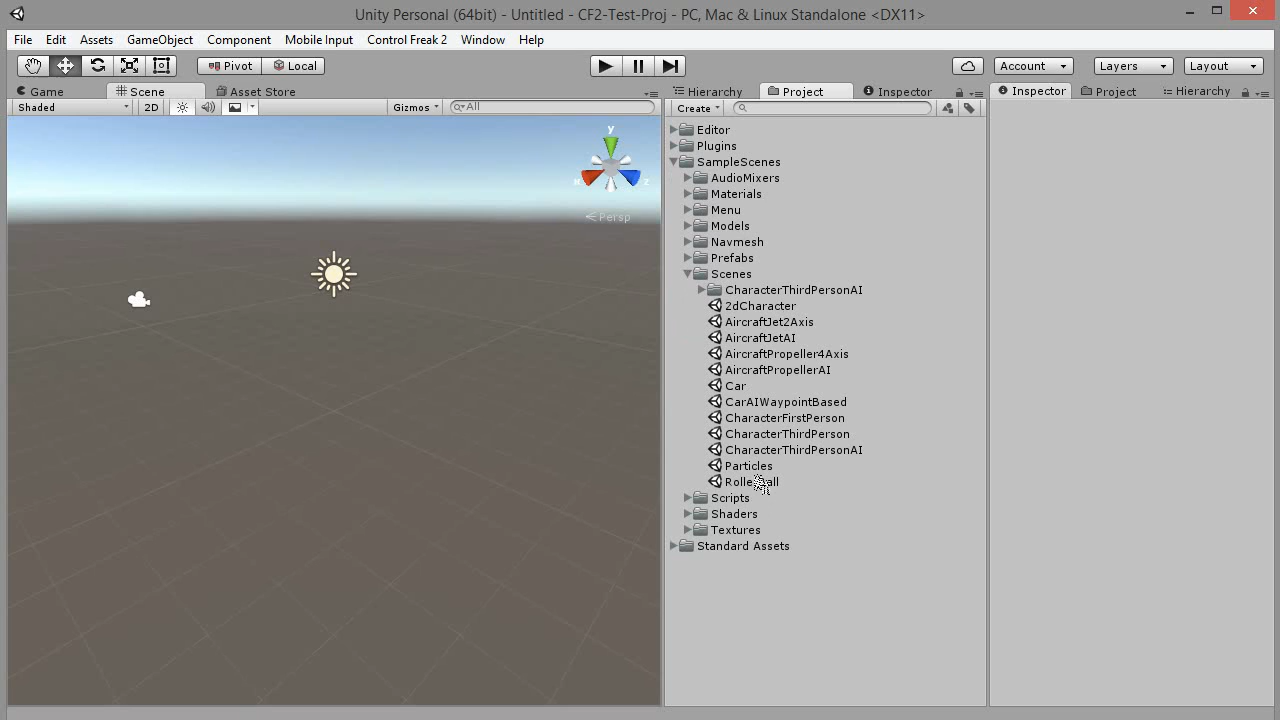 Unity Personal (64bit) - Untitled - CF2-Test-Proj - PC, Mac & Linux Standalone <DX11>
File Edit Assets GameObject Component Mobile Input Control Freak 2 Window Help
Pivot Local Account Layers Layout
Game Scene Asset Store Hierarchy Project Inspector Inspector Project Hierarchy
Shaded 2D Gizmos All Create
y
x z
Persp
Editor
Plugins
SampleScenes
AudioMixers
Materials
Menu
Models
Navmesh
Prefabs
Scenes
CharacterThirdPersonAI
2dCharacter
AircraftJet2Axis
AircraftJetAI
AircraftPropeller4Axis
AircraftPropellerAI
Car
CarAIWaypointBased
CharacterFirstPerson
CharacterThirdPerson
CharacterThirdPersonAI
Particles
Scripts
Shaders
Textures
Standard Assets